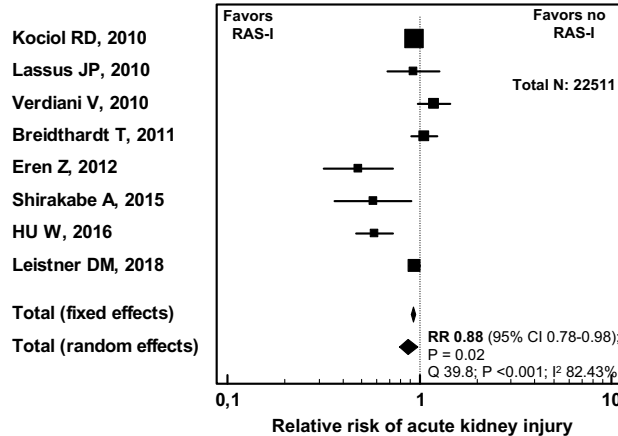 Favors
RAS-I
Favors no
RAS-I
Kociol RD, 2010
Lassus JP, 2010
Total N: 22511
Verdiani V, 2010
Breidthardt T, 2011
Eren Z, 2012
Shirakabe A, 2015
HU W, 2016
Leistner DM, 2018
Total (fixed effects)
Total (random effects)
RR 0.88 (95% CI 0.78-0.98);
P = 0.02
Q 39.8; P <0.001; I² 82.43%
0,1
1
10
Relative risk of acute kidney injury